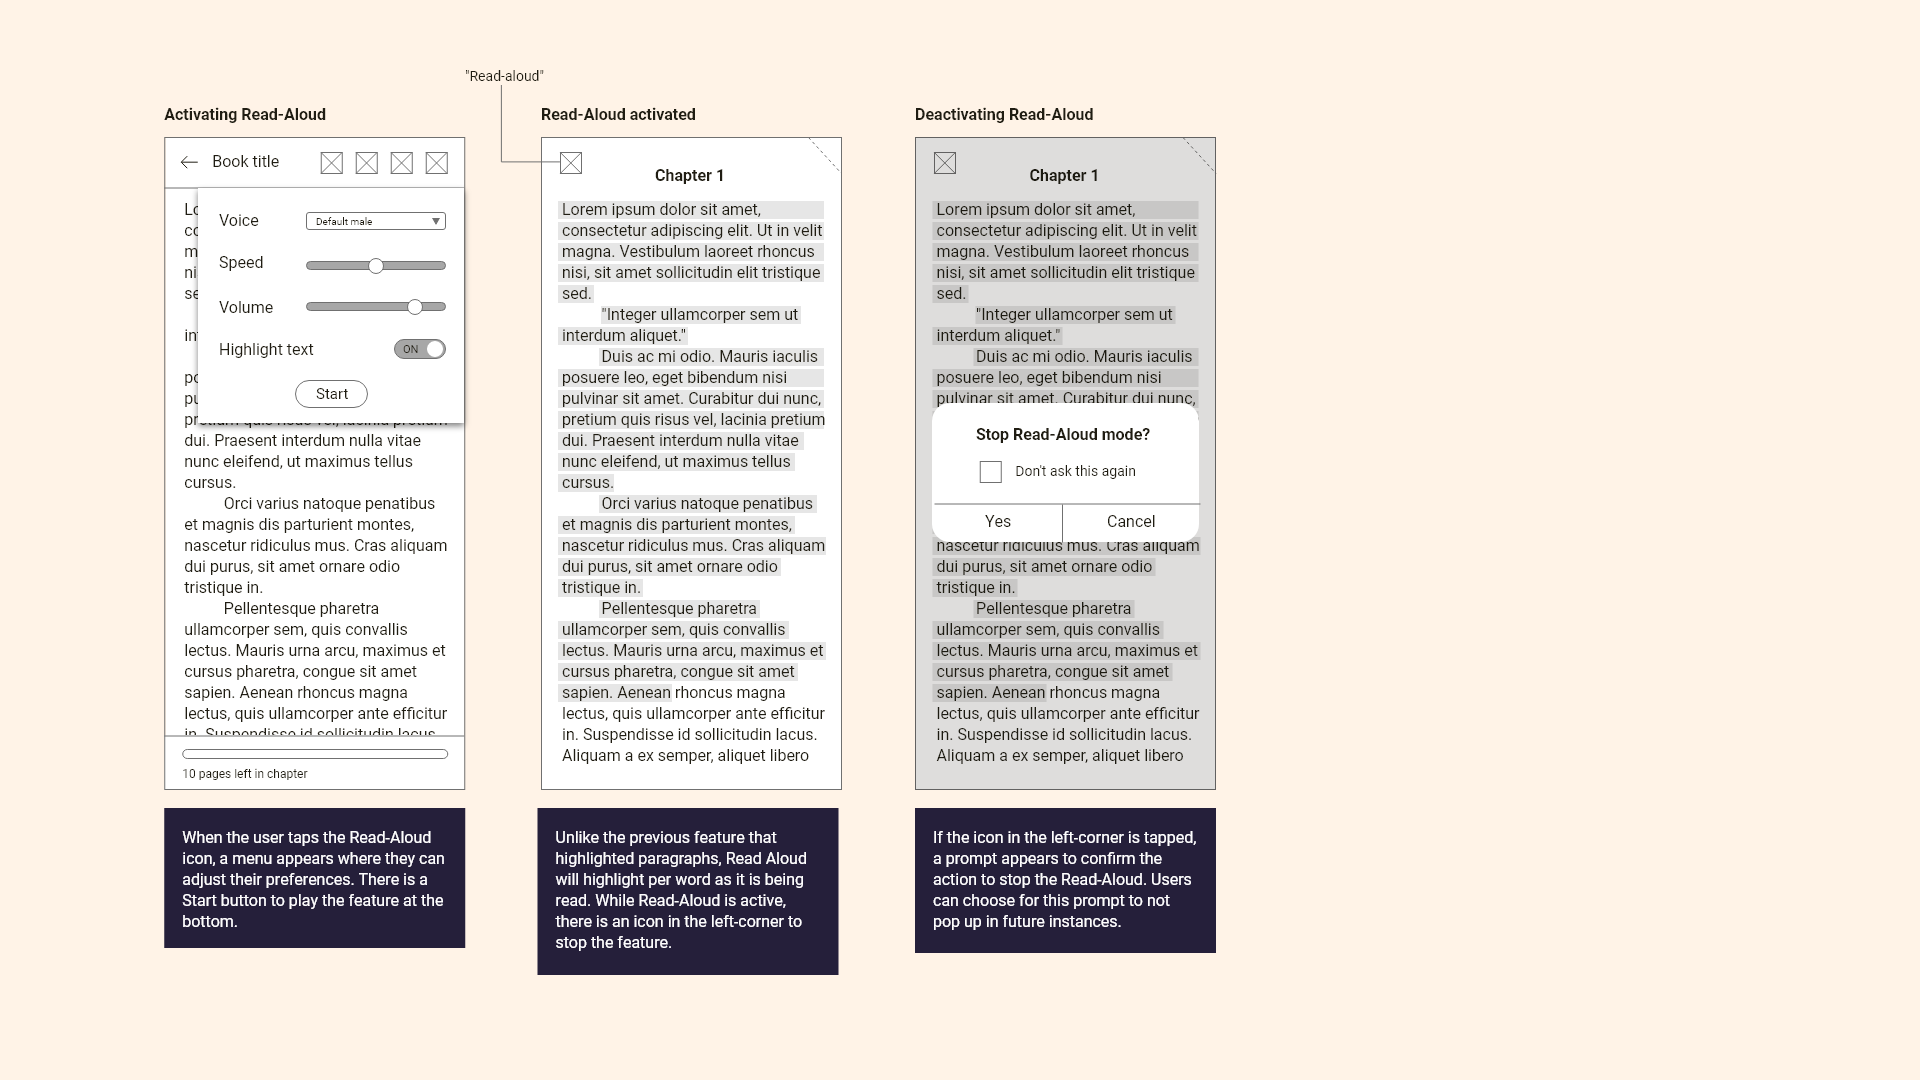 "Read-aloud"
Activating Read-Aloud
Book title
Lo
Voice
Default male
co
m
Speed
ni
se
Volume
int
Highlight text
ON
po
pu
Start
pretium quis risus vel, lacinia pretium
dui. Praesent interdum nulla vitae
nunc eleifend, ut maximus tellus
cursus.
Orci varius natoque penatibus
et magnis dis parturient montes,
nascetur ridiculus mus. Cras aliquam
dui purus, sit amet ornare odio
tristique in.
Pellentesque pharetra
ullamcorper sem, quis convallis
lectus. Mauris urna arcu, maximus et
cursus pharetra, congue sit amet
sapien. Aenean rhoncus magna
lectus, quis ullamcorper ante efficitur
in. Suspendisse id sollicitudin lacus.
10 pages left in chapter
When the user taps the Read-Aloud
icon, a menu appears where they can
adjust their preferences. There is a
Start button to play the feature at the
bottom.
Read-Aloud activated
Chapter 1
Lorem ipsum dolor sit amet,
consectetur adipiscing elit. Ut in velit
magna. Vestibulum laoreet rhoncus
nisi, sit amet sollicitudin elit tristique
sed.
"Integer ullamcorper sem ut
interdum aliquet."
Duis ac mi odio. Mauris iaculis
posuere leo, eget bibendum nisi
pulvinar sit amet. Curabitur dui nunc,
pretium quis risus vel, lacinia pretium
dui. Praesent interdum nulla vitae
nunc eleifend, ut maximus tellus
cursus.
Orci varius natoque penatibus
et magnis dis parturient montes,
nascetur ridiculus mus. Cras aliquam
dui purus, sit amet ornare odio
tristique in.
Pellentesque pharetra
ullamcorper sem, quis convallis
lectus. Mauris urna arcu, maximus et
cursus pharetra, congue sit amet
sapien. Aenean rhoncus magna
lectus, quis ullamcorper ante efficitur
in. Suspendisse id sollicitudin lacus.
Aliquam a ex semper, aliquet libero
Unlike the previous feature that
highlighted paragraphs, Read Aloud
will highlight per word as it is being
read. While Read-Aloud is active,
there is an icon in the left-corner to
stop the feature.
Deactivating Read-Aloud
Chapter 1
Lorem ipsum dolor sit amet,
consectetur adipiscing elit. Ut in velit
magna. Vestibulum laoreet rhoncus
nisi, sit amet sollicitudin elit tristique
sed.
"Integer ullamcorper sem ut
interdum aliquet."
Duis ac mi odio. Mauris iaculis
posuere leo, eget bibendum nisi
pulvinar sit amet. Curabitur dui nunc,
Stop Read-Aloud mode?
Don't ask this again
Yes
Cancel
nascetur ridiculus mus. Cras aliquam
dui purus, sit amet ornare odio
tristique in.
Pellentesque pharetra
ullamcorper sem, quis convallis
lectus. Mauris urna arcu, maximus et
cursus pharetra, congue sit amet
sapien. Aenean rhoncus magna
lectus, quis ullamcorper ante efficitur
in. Suspendisse id sollicitudin lacus.
Aliquam a ex semper, aliquet libero
If the icon in the left-corner is tapped,
a prompt appears to confirm the
action to stop the Read-Aloud. Users
can choose for this prompt to not
pop up in future instances.